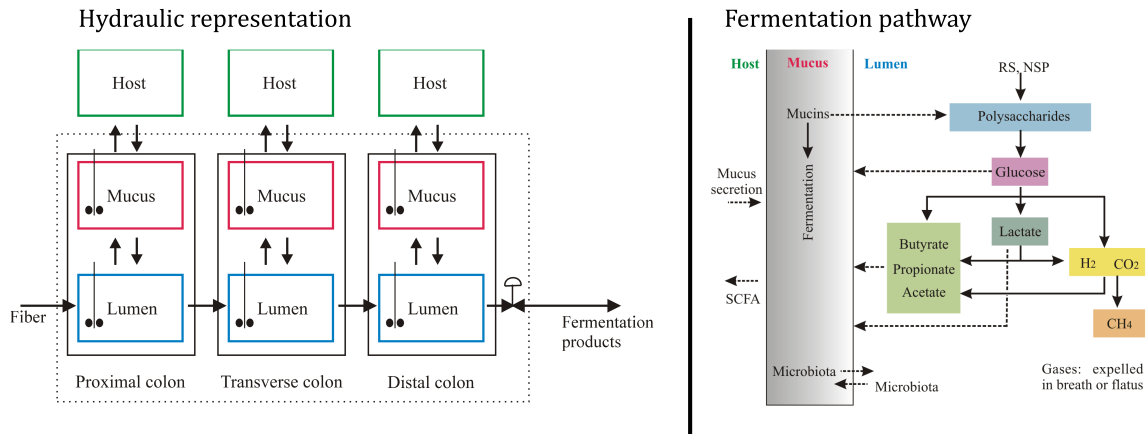 Hydraulic representation
Host
Host
Host
Mucus
Mucus
Mucus
Lumen
Lumen
Lumen
Fiber
Fermentation
products
Proximal colon
Transverse colon
Distal colon
Fermentation pathway
Host
Mucus
Lumen
RS, NSP
Mucins
Polysaccharides
Fermentation
Glucose
Mucus
secretion
Lactate
Butyrate
Propionate
Acetate
H2
CO2
SCFA
CH4
Microbiota
Microbiota
Gases: expelled
in breath or flatus